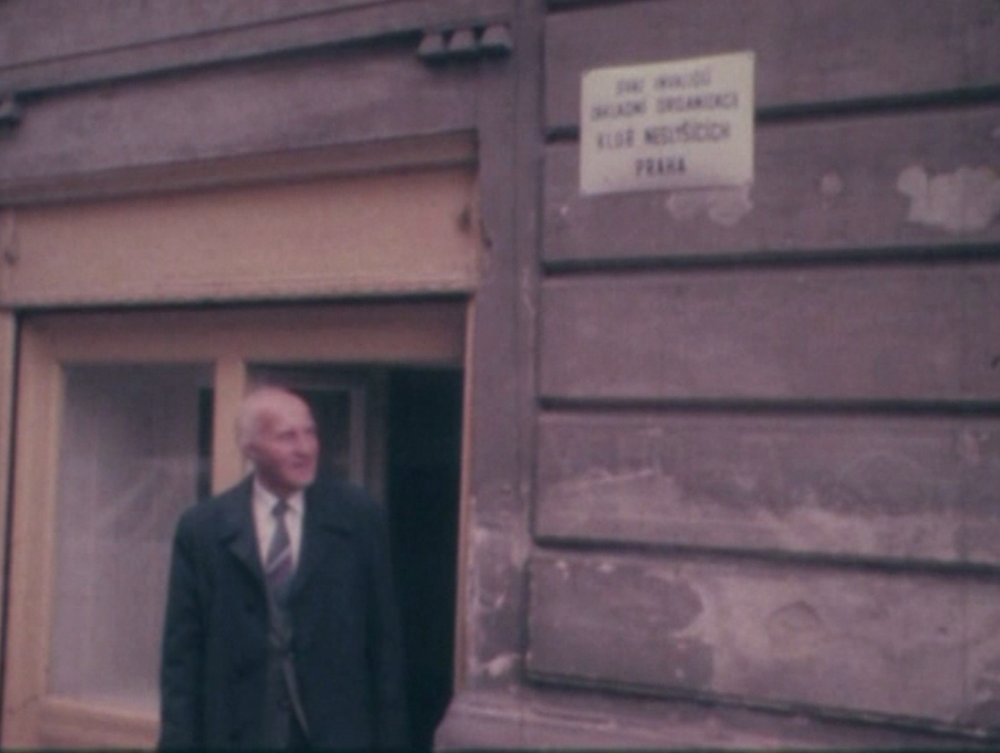 SVAZ INVALIDŮ
ZÁKLADNÍ ORGANIZACE
KLUB NESLYŠÍCÍCH
PRAHA